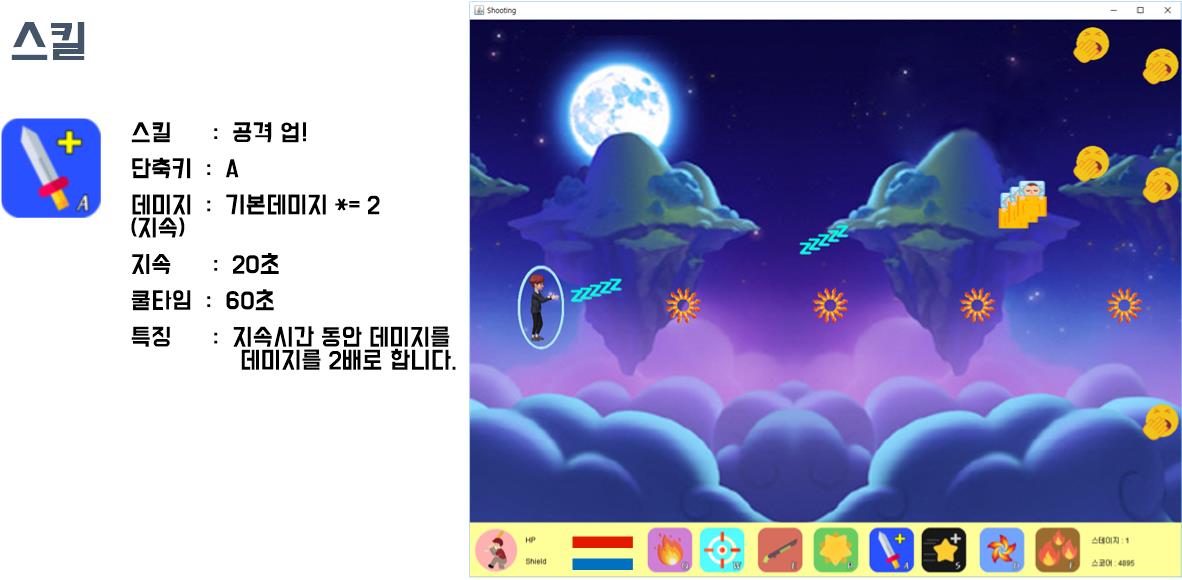 스킬
A
스킬 : 공격 업!
단축키 : A
데미지 : 기본데미지 *= 2
(지속)
지속 : 20초
쿨타임 : 60초
특징 : 지속시간 동안 데미지를
데미지를 2배로 합니다.
Shooting
ZZZZZ
ZZZZZ
HP
Shield
Q W E R A S D F
스테이지 : 1
스코어 : 4895